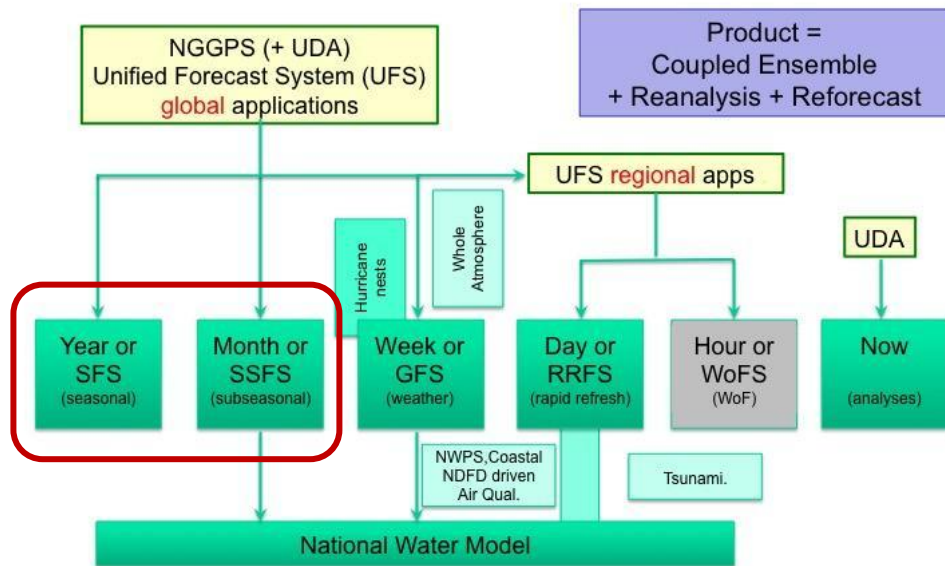 NGGPS (+ UDA)
Unified Forecast System (UFS)
global applications
Product =
Coupled Ensemble
+ Reanalysis + Reforecast
UFS regional apps
Hurricane
nests
Whole
Atmosphere
UDA
Year or
SFS
(seasonal)
Month or
SSFS
(subseasonal)
Week or
GFS
(weather)
Day or
RRFS
(rapid refresh)
Hour or
WoFS
(WoF)
Now
(analyses)
NWPS,Coastal
NDFD driven
Air Qual.
Tsunami.
National Water Model